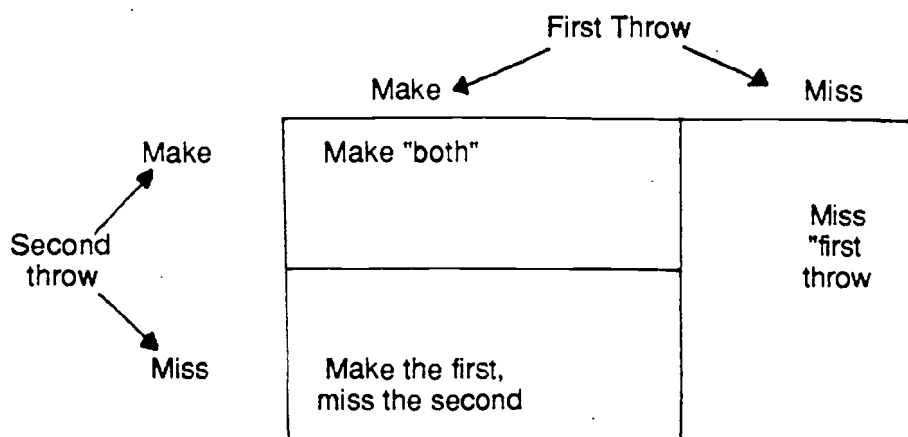 First Throw
Make
Miss
Make
Make "both"
Second
throw
Miss
"first
throw
Miss
Make the first,
miss the second